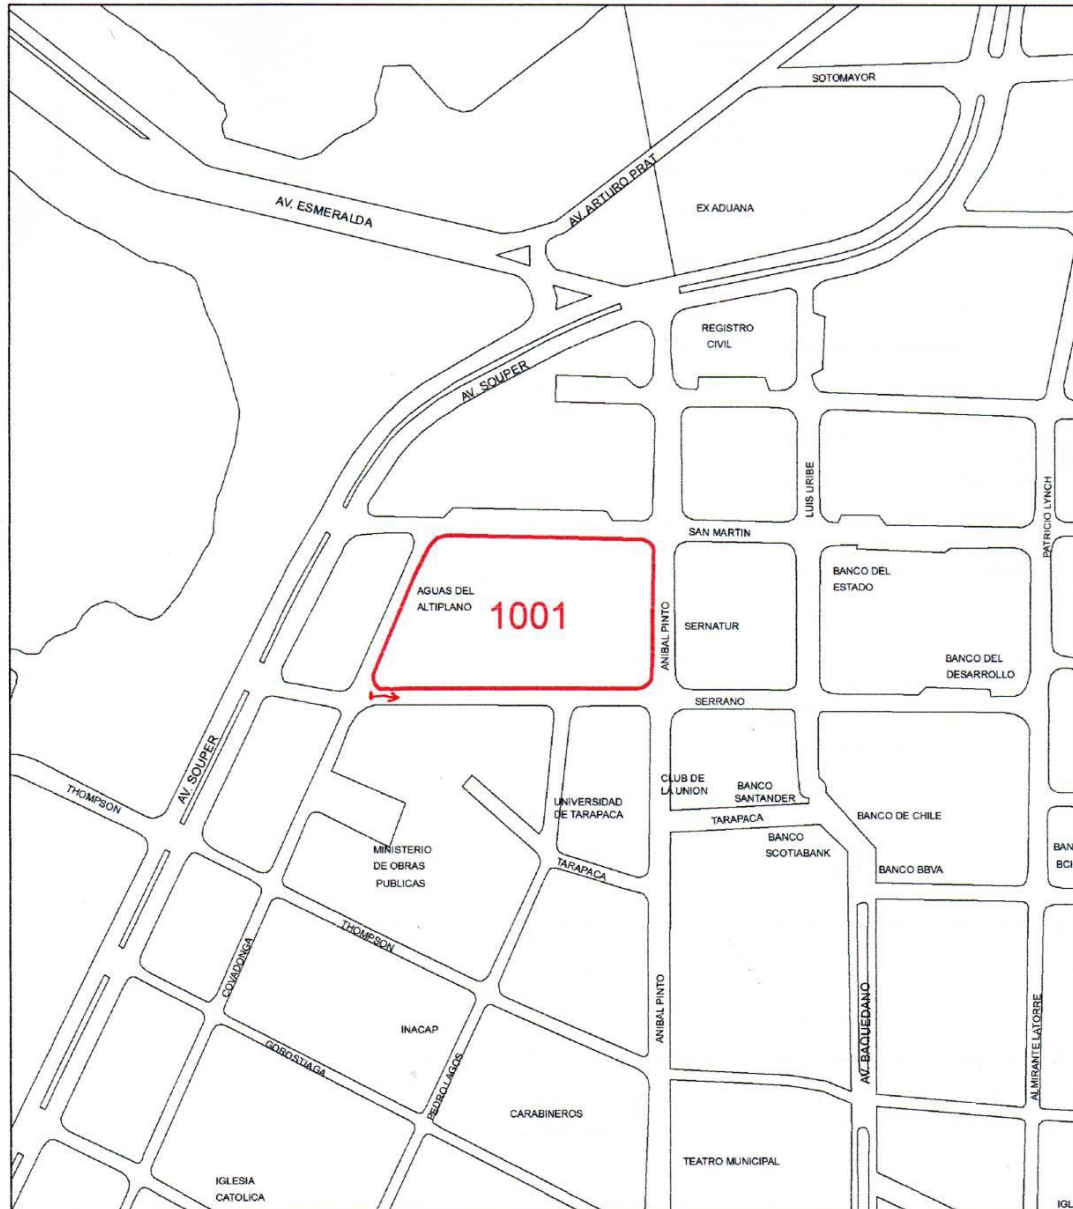 SOTOMAYOR
AV. ESMERALDA
AV. ARTURO PRAT
EX ADUANA
REGISTRO
CIVIL
AV. SOUPER
LUIS URIBE
PATRICIO LYNCH
SAN MARTIN
AGUAS DEL
ALTIPLANO
1001
ANIBAL PINTO
SERNATUR
BANCO DEL
ESTADO
BANCO DEL
DESARROLLO
SERRANO
AV. SOUPER
THOMPSON
UNIVERSIDAD
DE TARAPACA
CLUB DE
LA UNION
BANCO
SANTANDER
TARAPACA
BANCO
SCOTIABANK
BANCO DE CHILE
BANCO BBVA
BAN
BCI
MINISTERIO
DE OBRAS
PUBLICAS
TARAPACA
THOMPSON
COVADONGA
INACAP
GOROSTIAGA
PEDRO LAGOS
ANIBAL PINTO
AV. BAQUEDANO
ALMIRANTE LATORRE
CARABINEROS
TEATRO MUNICIPAL
IGLESIA
CATOLICA
IGL